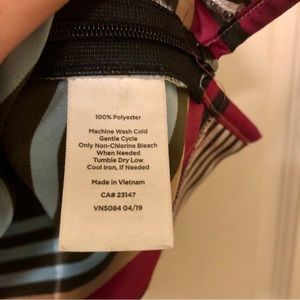 100% Polyester
Machine Wash Cold
Gentle Cycle
Only Non-Chlorine Bleach
When Needed
Tumble Dry Low
Cool Iron, If Needed
Made in Vietnam
CA# 23147
VN5084 04/19